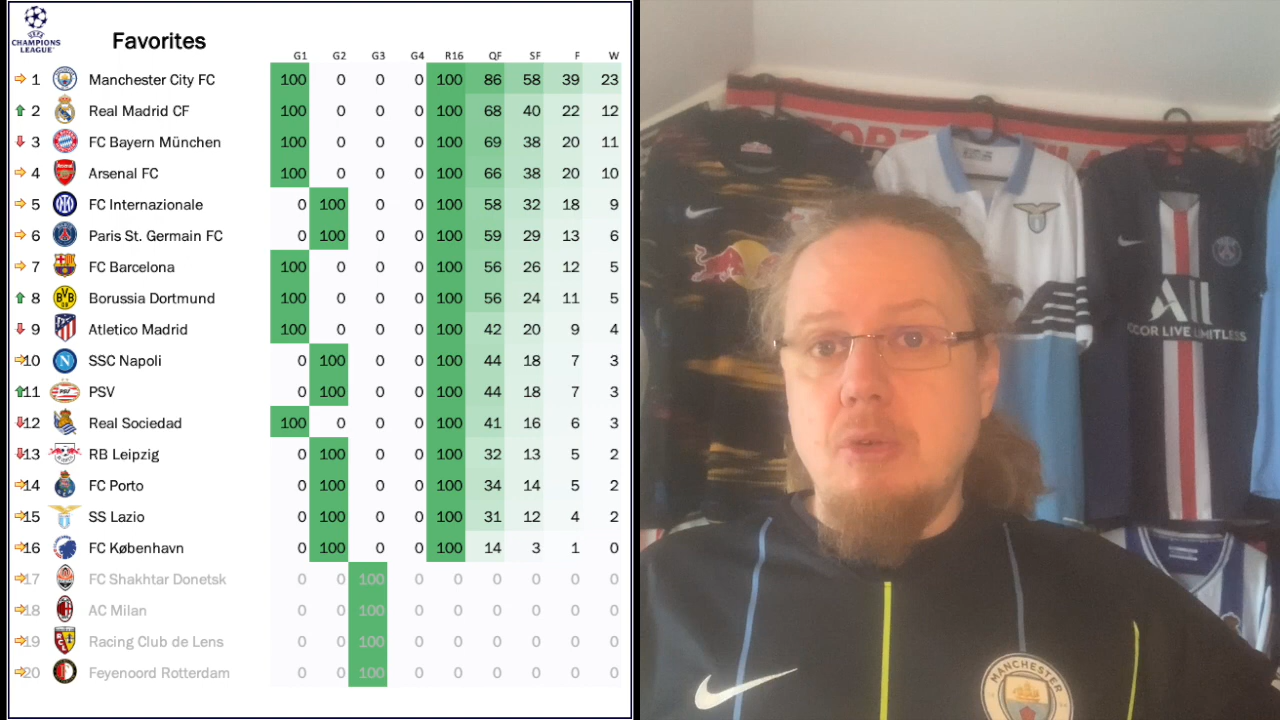 UEFA
CHAMPIONS
LEAGUE
Favorites
G1 G2 G3 G4 R16 QF SF F W
1 Manchester City FC 100 0 0 0 100 86 58 39 23
2 Real Madrid CF 100 0 0 0 100 68 40 22 12
3 FC Bayern München 100 0 0 0 100 69 38 20 11
4 Arsenal FC 100 0 0 0 100 66 38 20 10
5 FC Internazionale 0 100 0 0 100 58 32 18 9
6 Paris St. Germain FC 0 100 0 0 100 59 29 13 6
7 FC Barcelona 100 0 0 0 100 56 26 12 5
8 Borussia Dortmund 100 0 0 0 100 56 24 11 5
9 Atletico Madrid 100 0 0 0 100 42 20 9 4
10 SSC Napoli 0 100 0 0 100 44 18 7 3
11 PSV 0 100 0 0 100 44 18 7 3
12 Real Sociedad 100 0 0 0 100 41 16 6 3
13 RB Leipzig 0 100 0 0 100 32 13 5 2
14 FC Porto 0 100 0 0 100 34 14 5 2
15 SS Lazio 0 100 0 0 100 31 12 4 2
16 FC København 0 100 0 0 100 14 3 1 0
17 FC Shakhtar Donetsk 0 0 100 0 0 0 0 0 0
18 AC Milan 0 0 100 0 0 0 0 0 0
19 Racing Club de Lens 0 0 100 0 0 0 0 0 0
20 Feyenoord Rotterdam 0 0 100 0 0 0 0 0 0
Red Bull
ALL
CCOR LIVE LIMITLESS
MANCHESTER